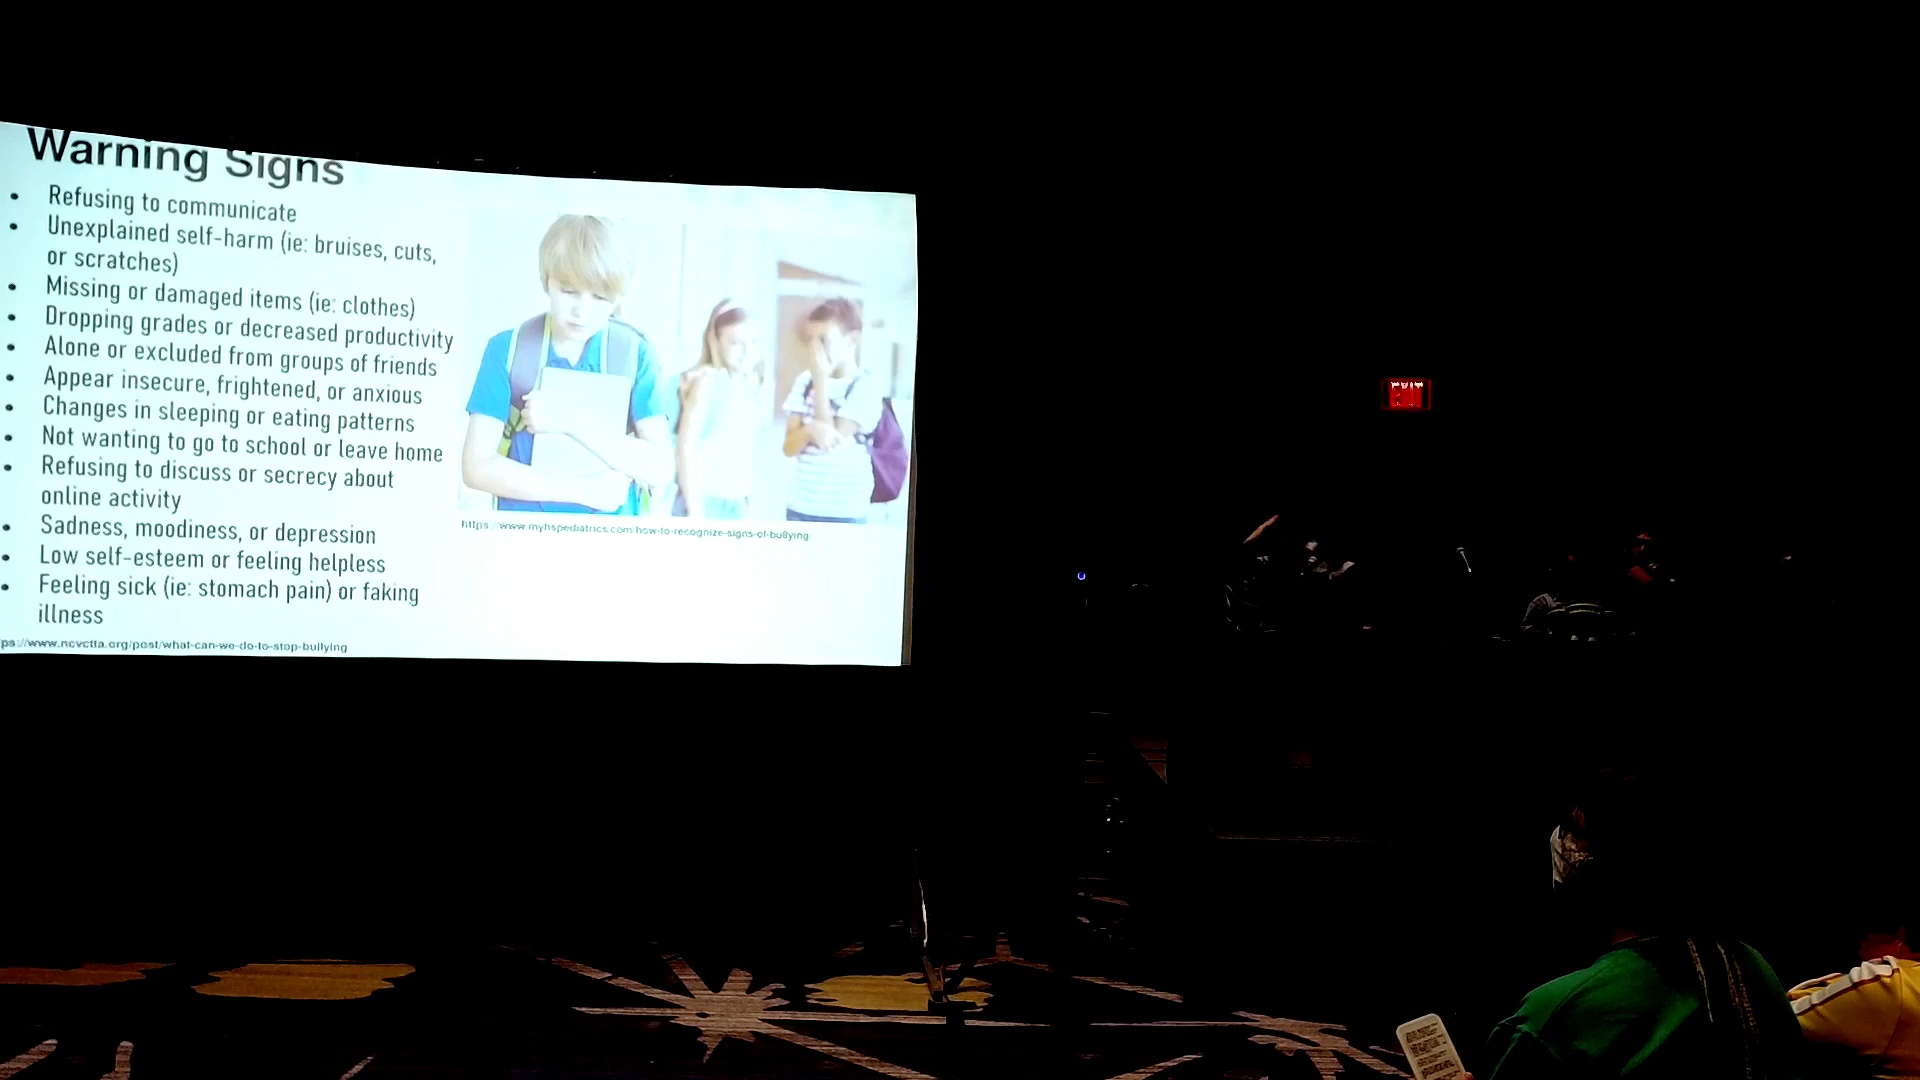 Warning Signs
• Refusing to communicate
• Unexplained self-harm (ie: bruises, cuts,
or scratches)
• Missing or damaged items (ie: clothes)
• Dropping grades or decreased productivity
• Alone or excluded from groups of friends
• Appear insecure, frightened, or anxious
• Changes in sleeping or eating patterns
• Not wanting to go to school or leave home
• Refusing to discuss or secrecy about
online activity
• Sadness, moodiness, or depression
• Low self-esteem or feeling helpless
• Feeling sick (ie: stomach pain) or faking
illness
ps://www.ncvctta.org/post/what-can-we-do-to-stop-bullying
https://www.myhspediatrics.com/how-to-recognize-signs-of-bullying
EXIT